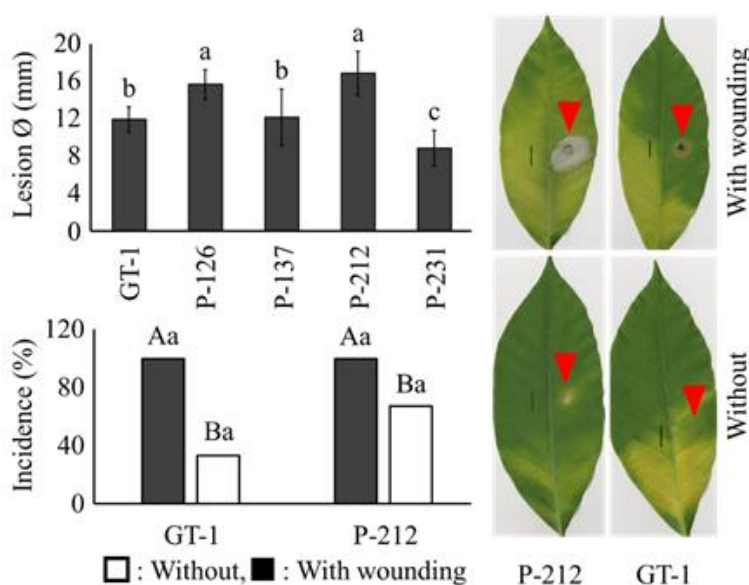 Lesion Ø (mm)
20
16
12
8
4
0
b
a
b
a
c
GT-1
P-126
P-137
P-212
P-231
Incidence (%)
120
80
40
0
Aa
Ba
Aa
Ba
GT-1
P-212
: Without, : With wounding
With wounding
Without
P-212
GT-1